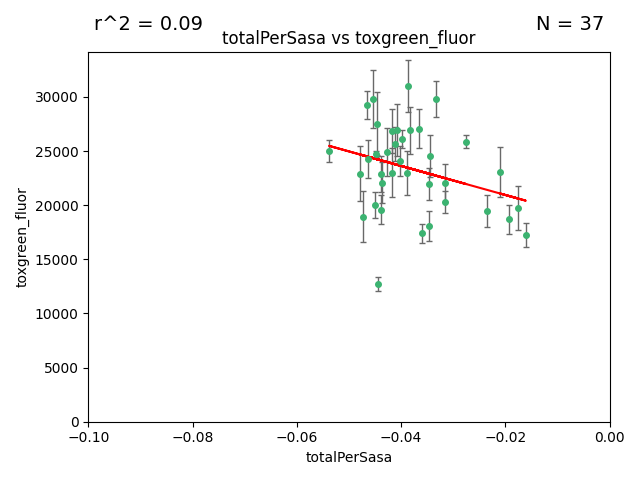 r^2 = 0.09
N = 37
totalPerSasa vs toxgreen_fluor
30000
25000
20000
15000
10000
5000
0
toxgreen_fluor
−0.10
−0.08
−0.06
−0.04
−0.02
0.00
totalPerSasa